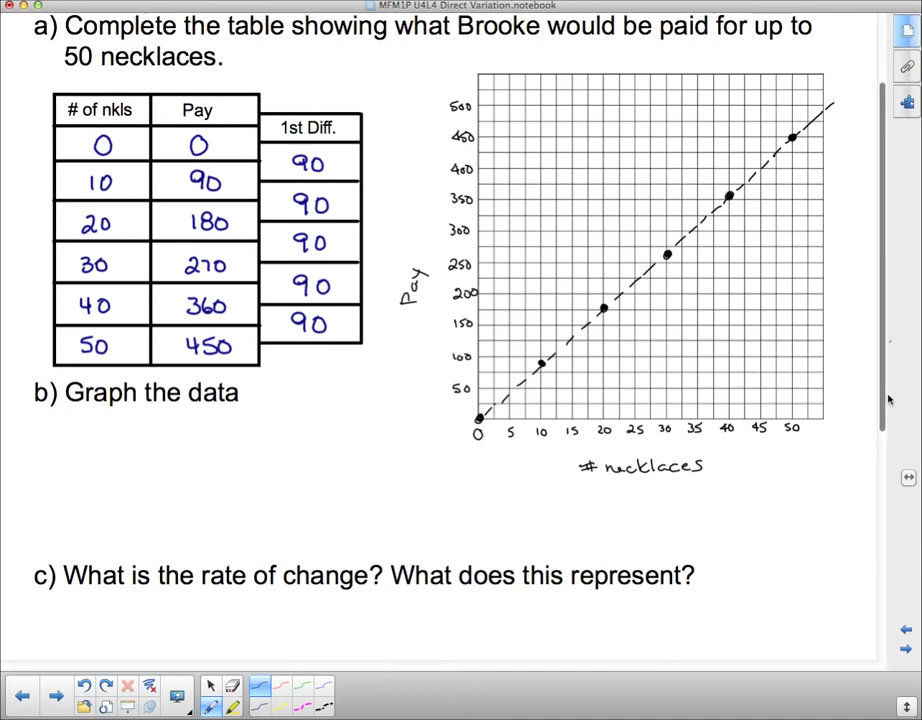 MFM1P U4L4 Direct Variation.notebook
a) Complete the table showing what Brooke would be paid for up to
50 necklaces.
# of nkls Pay 1st Diff.
0 0
90
10 90
90
20 180
90
30 270
90
40 360
90
50 450
500
450
400
350
300
250
200
150
100
50
Pay
0 5 10 15 20 25 30 35 40 45 50
# necklaces
b) Graph the data
c) What is the rate of change? What does this represent?